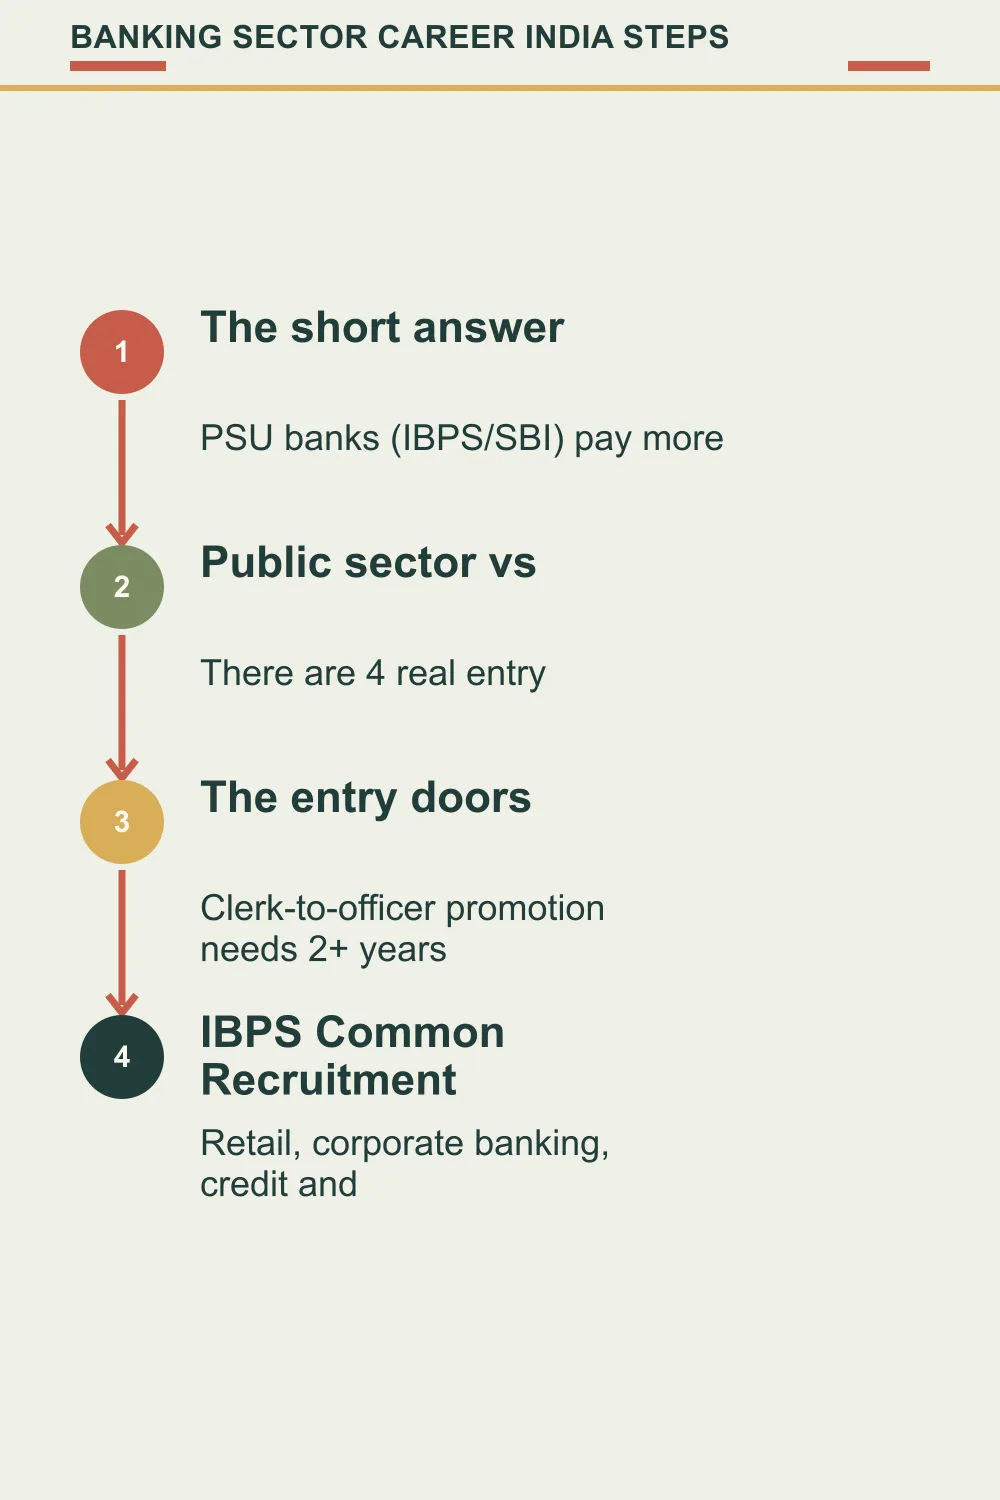 BANKING SECTOR CAREER INDIA STEPS
1
The short answer
PSU banks (IBPS/SBI) pay more
2
Public sector vs
There are 4 real entry
3
The entry doors
Clerk-to-officer promotion
needs 2+ years
4
IBPS Common
Recruitment
Retail, corporate banking,
credit and